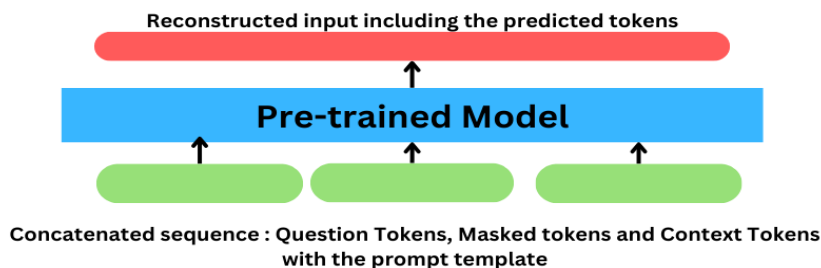 Reconstructed input including the predicted tokens
Pre-trained Model
Concatenated sequence : Question Tokens, Masked tokens and Context Tokens
with the prompt template